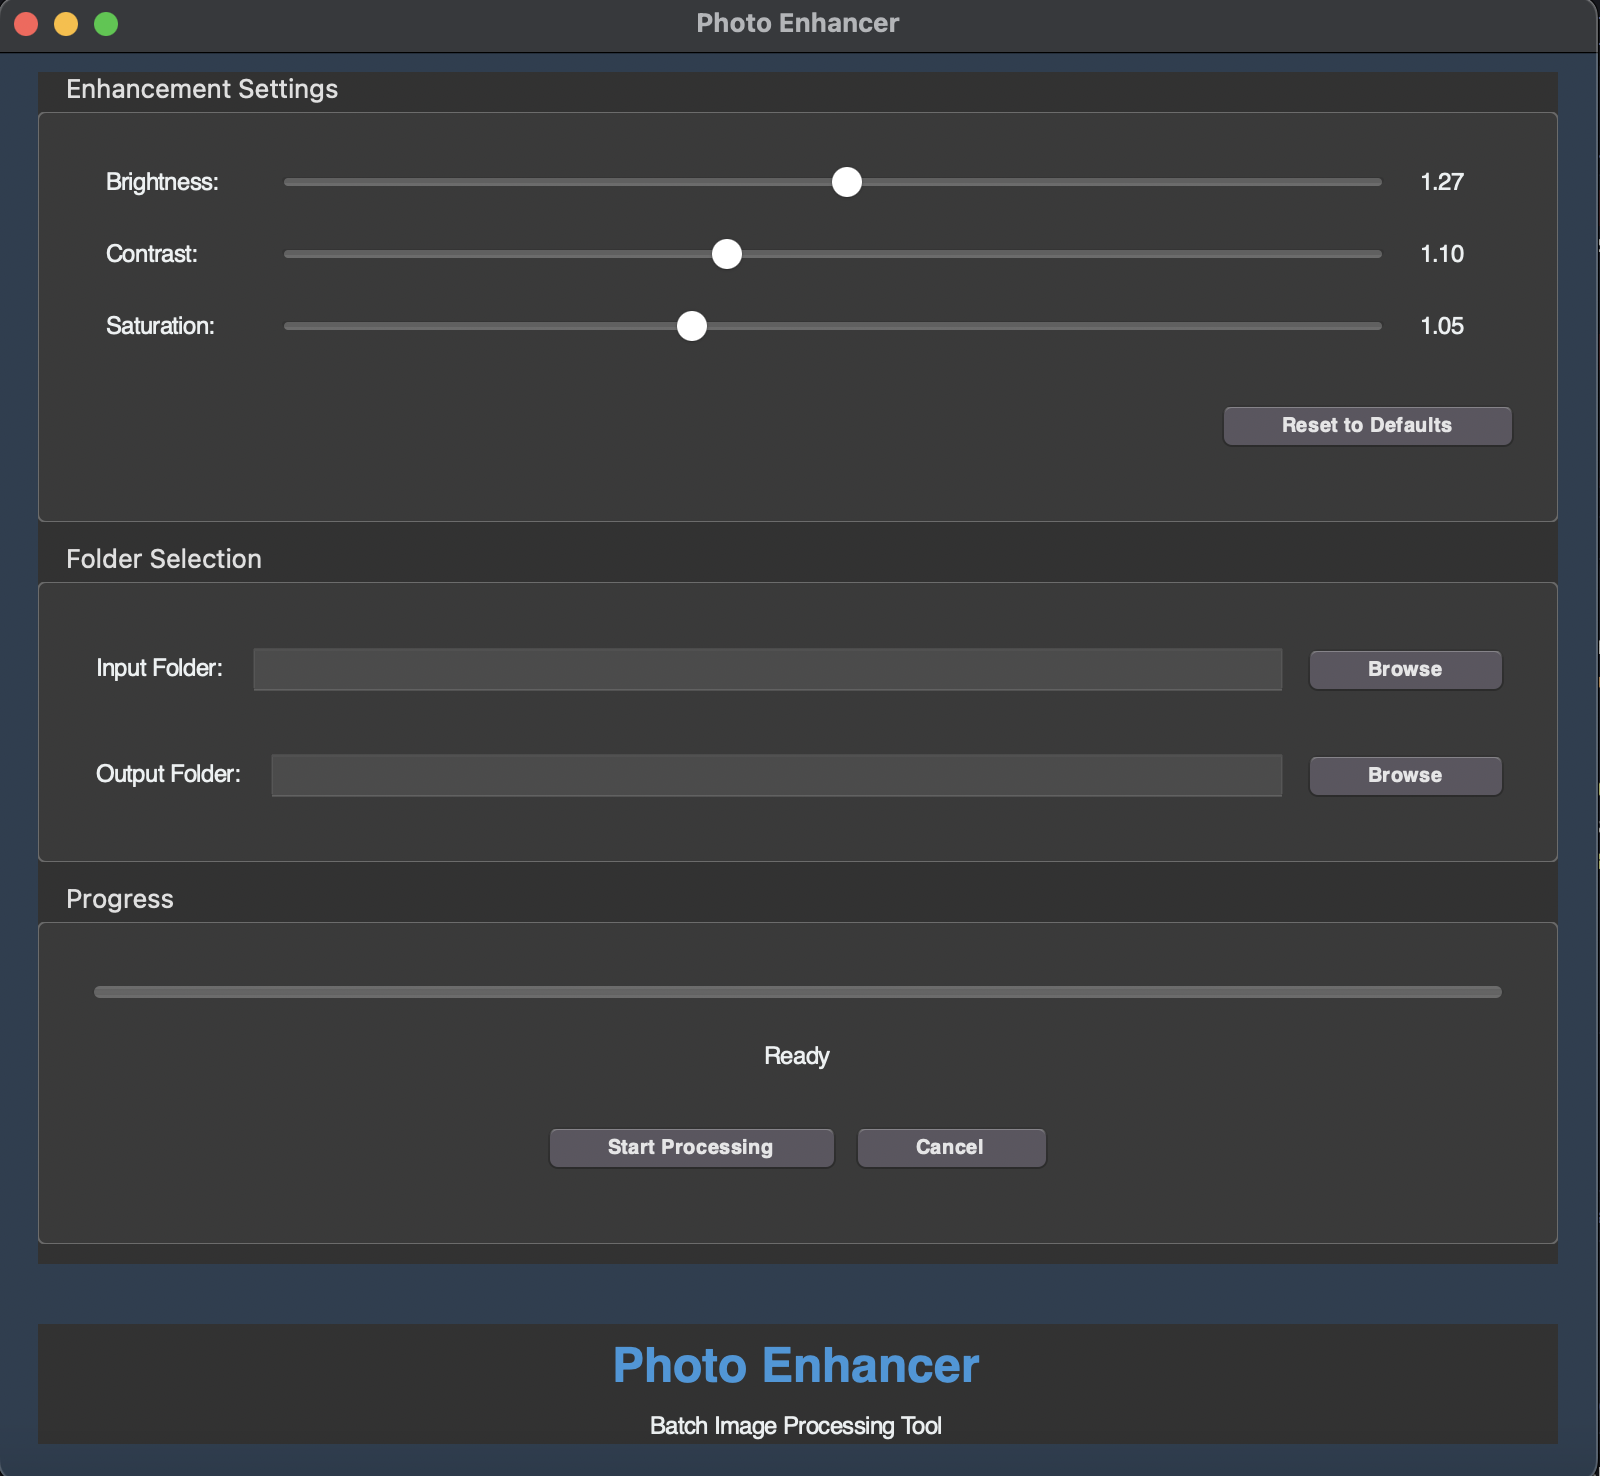 Photo Enhancer
Enhancement Settings
Brightness: 1.27
Contrast: 1.10
Saturation: 1.05
Reset to Defaults
Folder Selection
Input Folder: Browse
Output Folder: Browse
Progress
Ready
Start Processing Cancel
Photo Enhancer
Batch Image Processing Tool